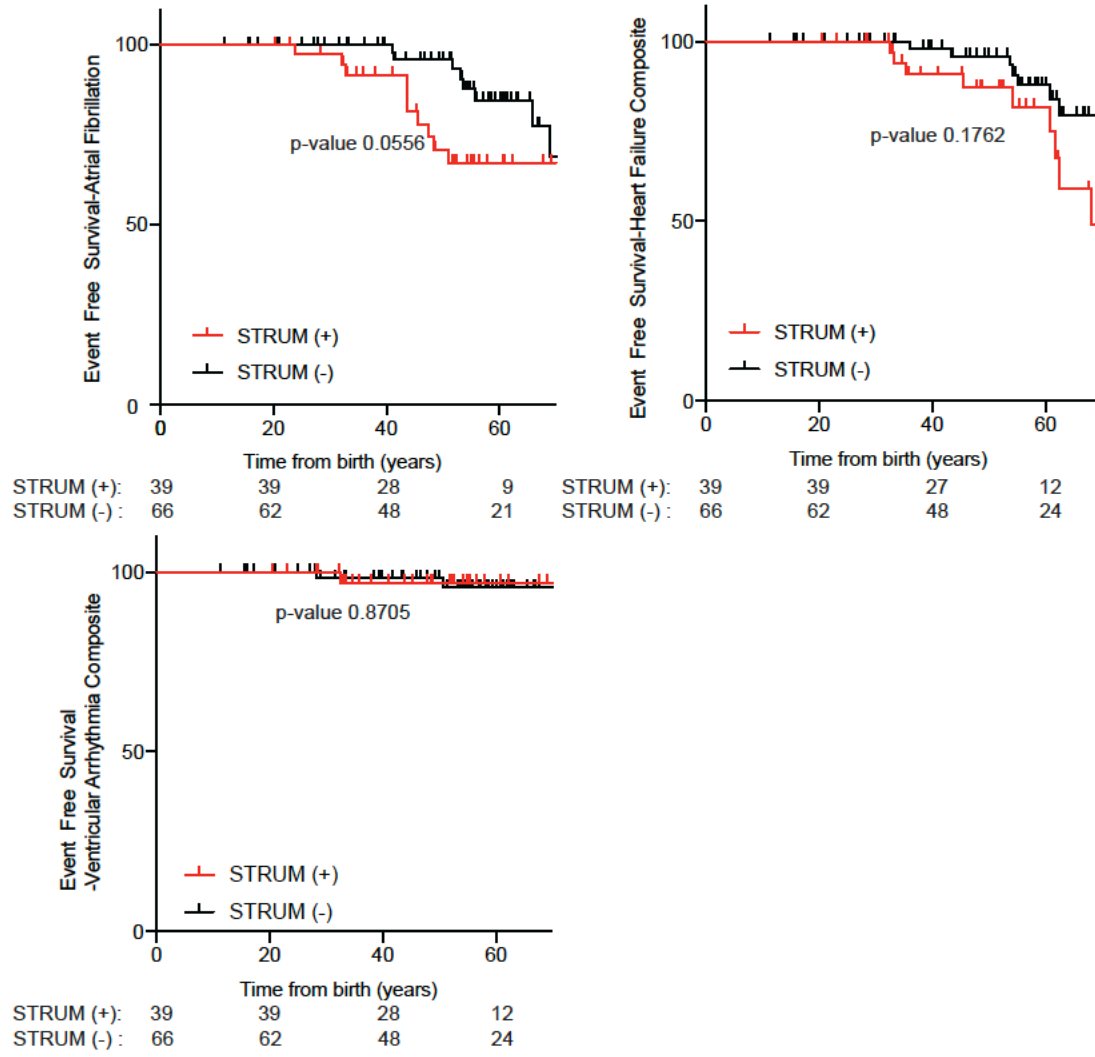 Event Free Survival-Atrial Fibrillation
100
50
0
p-value 0.0556
STRUM (+)
STRUM (-)
0 20 40 60
Time from birth (years)
STRUM (+): 39 39 28 9
STRUM (-) : 66 62 48 21
Event Free Survival-Heart Failure Composite
100
50
0
p-value 0.1762
STRUM (+)
STRUM (-)
0 20 40 60
Time from birth (years)
STRUM (+): 39 39 27 12
STRUM (-) : 66 62 48 24
Event Free Survival
-Ventricular Arrhythmia Composite
100
50
0
p-value 0.8705
STRUM (+)
STRUM (-)
0 20 40 60
Time from birth (years)
STRUM (+): 39 39 28 12
STRUM (-) : 66 62 48 24